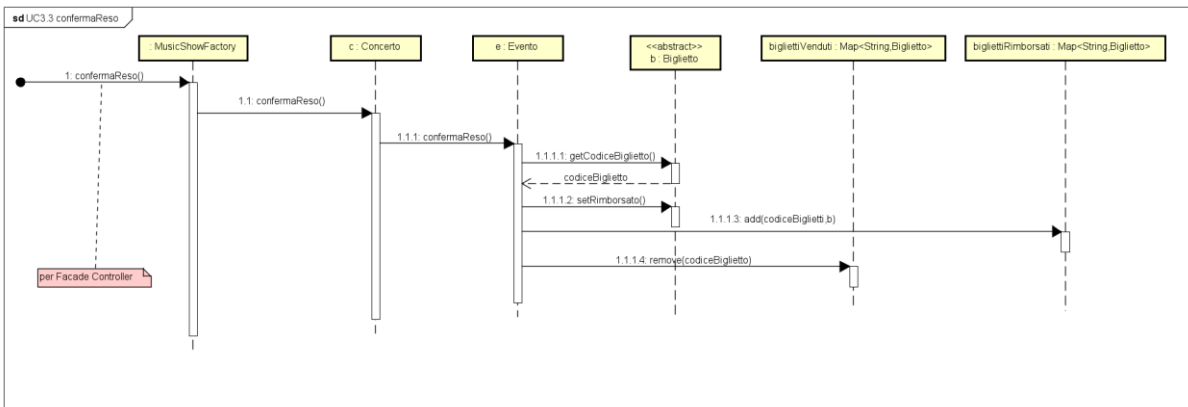 sd UC3.3 confermaReso
: MusicShowFactory
c : Concerto
e : Evento
<<abstract>>
b : Biglietto
bigliettiVenduti : Map<String,Biglietto>
bigliettiRimborsati : Map<String,Biglietto>
1: confermaReso()
1.1: confermaReso()
1.1.1: confermaReso()
1.1.1.1: getCodiceBiglietto()
codiceBiglietto
1.1.1.2: setRimborsato()
1.1.1.3: add(codiceBiglietti,b)
1.1.1.4: remove(codiceBiglietto)
per Facade Controller